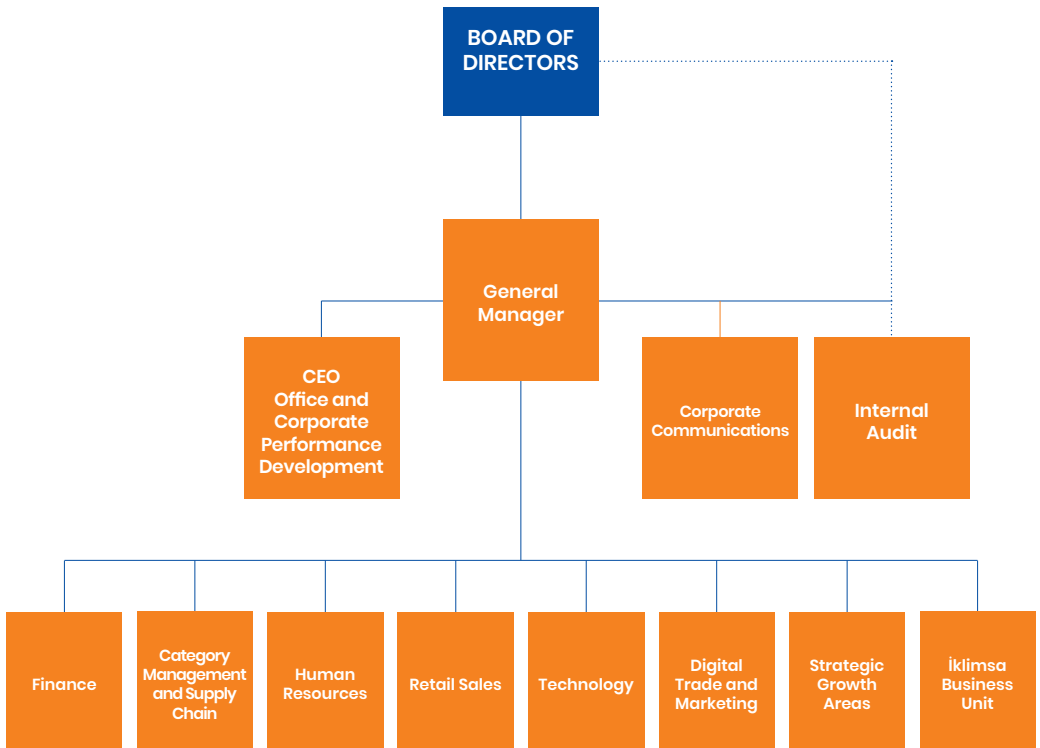 BOARD OF
DIRECTORS
General
Manager
CEO
Office and
Corporate
Performance
Development
Corporate
Communications
Internal
Audit
Finance
Category
Management
and Supply
Chain
Human
Resources
Retail Sales
Technology
Digital
Trade and
Marketing
Strategic
Growth
Areas
İklimsa
Business
Unit